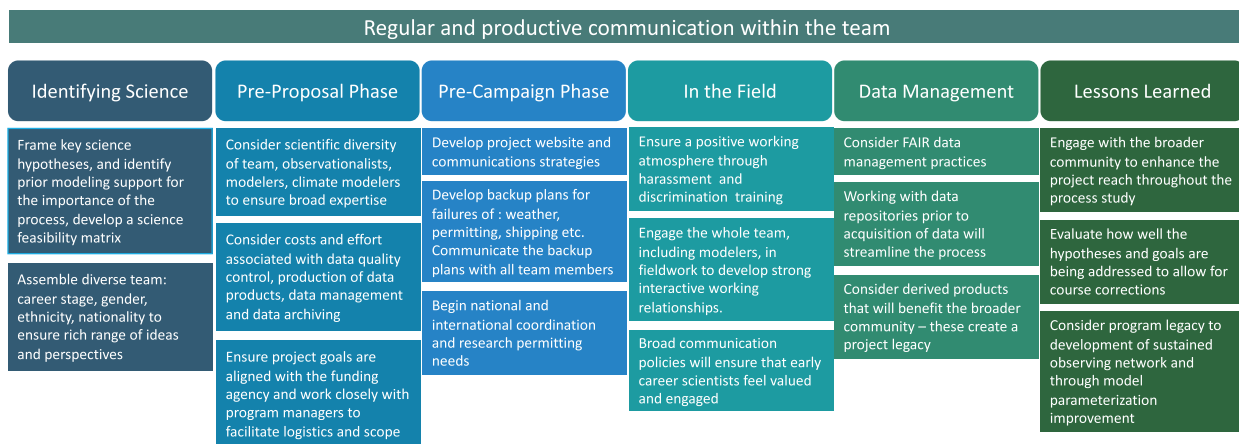 Regular and productive communication within the team
Identifying Science
Frame key science
hypotheses, and identify
prior modeling support for
the importance of the
process, develop a science
feasibility matrix
Assemble diverse team:
career stage, gender,
ethnicity, nationality to
ensure rich range of ideas
and perspectives
Pre-Proposal Phase
Consider scientific diversity
of team, observationalists,
modelers, climate modelers
to ensure broad expertise
Consider costs and effort
associated with data quality
control, production of data
products, data management
and data archiving
Ensure project goals are
aligned with the funding
agency and work closely with
program managers to
facilitate logistics and scope
Pre-Campaign Phase
Develop project website and
communications strategies
Develop backup plans for
failures of : weather,
permitting, shipping etc.
Communicate the backup
plans with all team members
Begin national and
international coordination
and research permitting
needs
In the Field
Ensure a positive working
atmosphere through
harassment and
discrimination training
Engage the whole team,
including modelers, in
fieldwork to develop strong
interactive working
relationships.
Broad communication
policies will ensure that early
career scientists feel valued
and engaged
Data Management
Consider FAIR data
management practices
Working with data
repositories prior to
acquisition of data will
streamline the process
Consider derived products
that will benefit the broader
community – these create a
project legacy
Lessons Learned
Engage with the broader
community to enhance the
project reach throughout the
process study
Evaluate how well the
hypotheses and goals are
being addressed to allow for
course corrections
Consider program legacy to
development of sustained
observing network and
through model
parameterization
improvement